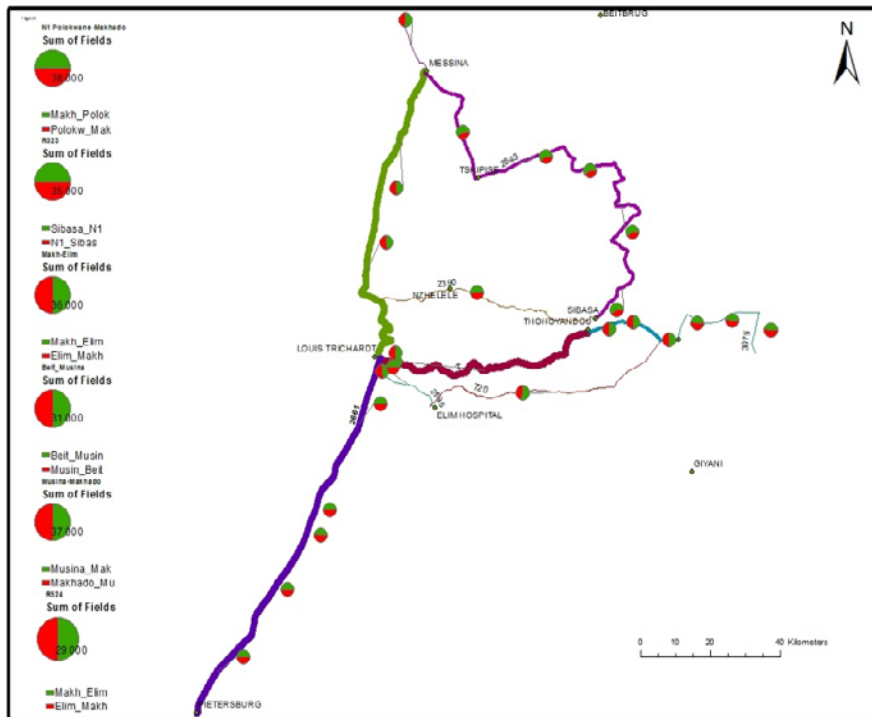 N1 Polokwane-Makhado
Sum of Fields
38.000
Makh_Polok
Polokw_Mak
R523
Sum of Fields
35.000
Sibasa_N1
N1_Sibas
Makh-Elim
Sum of Fields
36.000
Makh_Elim
Elim_Makh
Beit_Musina
Sum of Fields
31.000
Beit_Musin
Musin_Beit
Musina-Makhado
Sum of Fields
37.000
Musina_Mak
Makhado_Mu
R524
Sum of Fields
29.000
Makh_Elim
Elim_Makh
BEITBRUG
N
MESSINA
TSHIPISE
2643
2350
NZHELELE
SIBASA
THOHOYANDOU
LOUIS TRICHARDT
3075
720
ELIM HOSPITAL
2661
GIYANI
PIETERSBURG
0 10 20 40 Kilometers